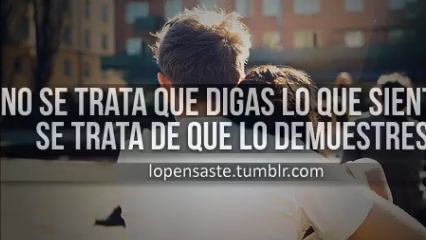 NO SE TRATA QUE DIGAS LO QUE SIENT
SE TRATA DE QUE LO DEMUESTRES
lopensaste.tumblr.com